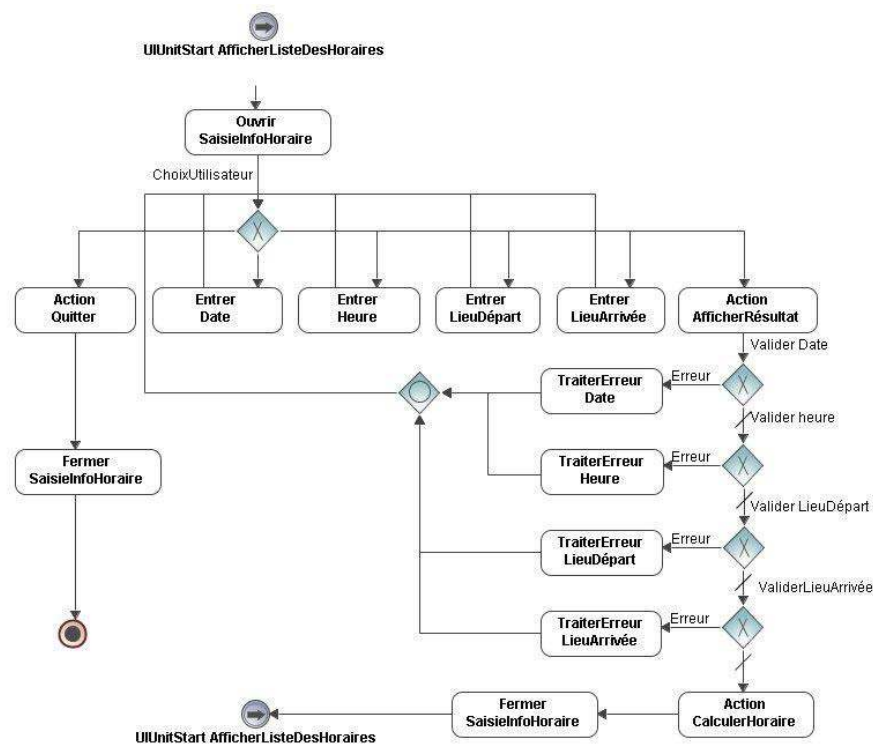 UIUnitStart AfficherListeDesHoraires
Ouvrir
SaisieInfoHoraire
ChoixUtilisateur
X
Action
Quitter
Entrer
Date
Entrer
Heure
Entrer
LieuDépart
Entrer
LieuArrivée
Action
AfficherRésultat
Valider Date
TraiterErreur
Date
Erreur
X
Valider heure
Fermer
SaisieInfoHoraire
TraiterErreur
Heure
Erreur
X
Valider LieuDépart
TraiterErreur
LieuDépart
Erreur
X
ValiderLieuArrivée
TraiterErreur
LieuArrivée
Erreur
X
Fermer
SaisieInfoHoraire
Action
CalculerHoraire
UIUnitStart AfficherListeDesHoraires